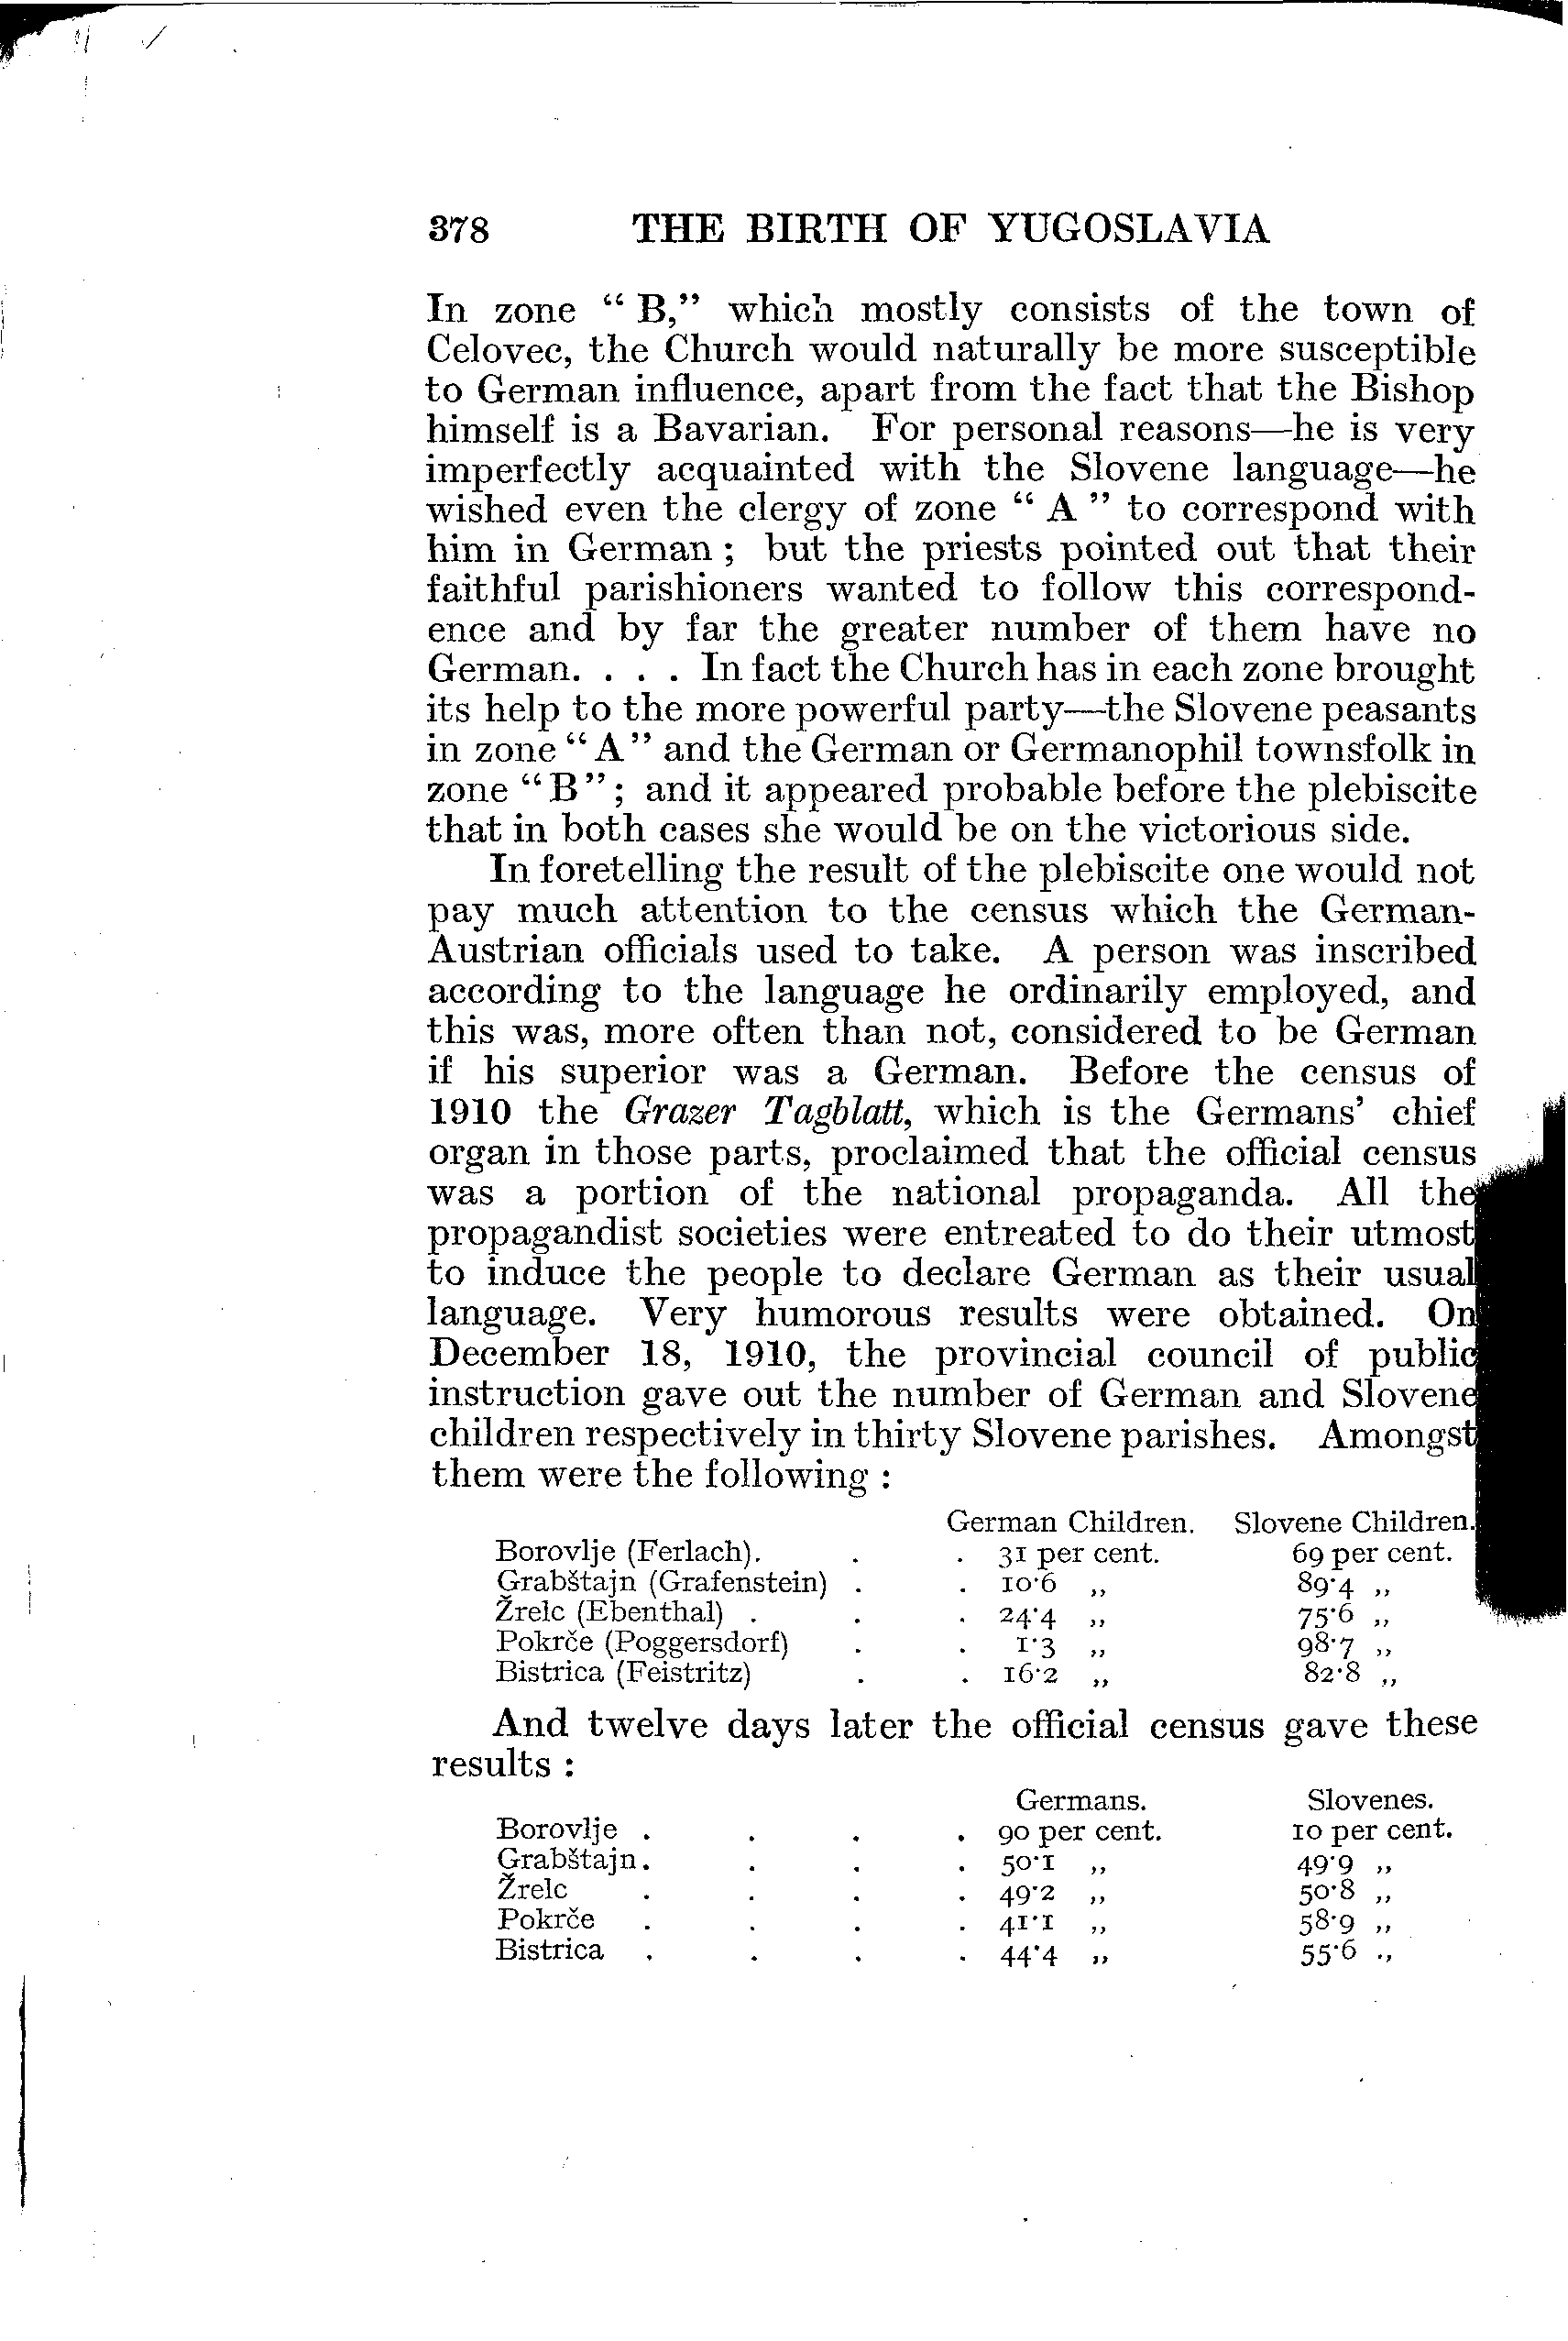 378 THE BIRTH OF YUGOSLAVIA
In zone “ B,” which mostly consists of the town of
Celovec, the Church would naturally be more susceptible
to German influence, apart from the fact that the Bishop
himself is a Bavarian. For personal reasons—he is very
imperfectly acquainted with the Slovene language—he
wished even the clergy of zone “ A ” to correspond with
him in German ; but the priests pointed out that their
faithful parishioners wanted to follow this correspond-
ence and by far the greater number of them have no
German. . . . In fact the Church has in each zone brought
its help to the more powerful party—the Slovene peasants
in zone “ A ” and the German or Germanophil townsfolk in
zone “ B ” ; and it appeared probable before the plebiscite
that in both cases she would be on the victorious side.
In foretelling the result of the plebiscite one would not
pay much attention to the census which the German-
Austrian officials used to take. A person was inscribed
according to the language he ordinarily employed, and
this was, more often than not, considered to be German
if his superior was a German. Before the census of
1910 the Grazer Tagblatt, which is the Germans’ chief
organ in those parts, proclaimed that the official census
was a portion of the national propaganda. All the
propagandist societies were entreated to do their utmost
to induce the people to declare German as their usual
language. Very humorous results were obtained. On
December 18, 1910, the provincial council of public
instruction gave out the number of German and Slovene
children respectively in thirty Slovene parishes. Amongst
them were the following :
German Children. Slovene Children.
Borovlje (Ferlach). . . 31 per cent. 69 per cent.
Grabštajn (Grafenstein) . . 10·6 ,, 89·4 ,,
Žrelc (Ebenthal) . . . 24·4 ,, 75·6 ,,
Pokrče (Poggersdorf) . . 1·3 ,, 98·7 ,,
Bistrica (Feistritz) . . 16·2 ,, 82·8 ,,
And twelve days later the official census gave these
results :
Germans. Slovenes.
Borovlje . . . . 90 per cent. 10 per cent.
Grabštajn. . . . 50·1 ,, 49·9 ,,
Žrelc . . . . 49·2 ,, 50·8 ,,
Pokrče . . . . 41·1 ,, 58·9 ,,
Bistrica . . . . 44·4 ,, 55·6 ,,